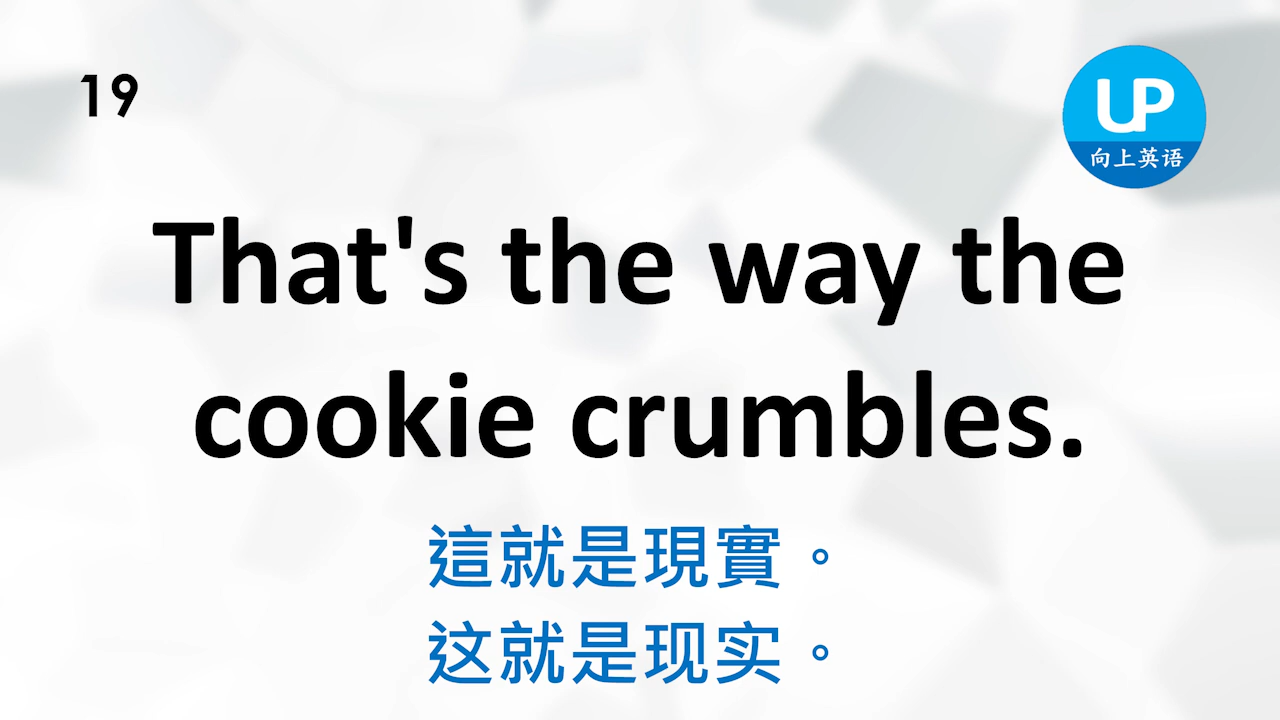 19
UP
向上英语
That's the way the
cookie crumbles.
這就是現實。
这就是现实。